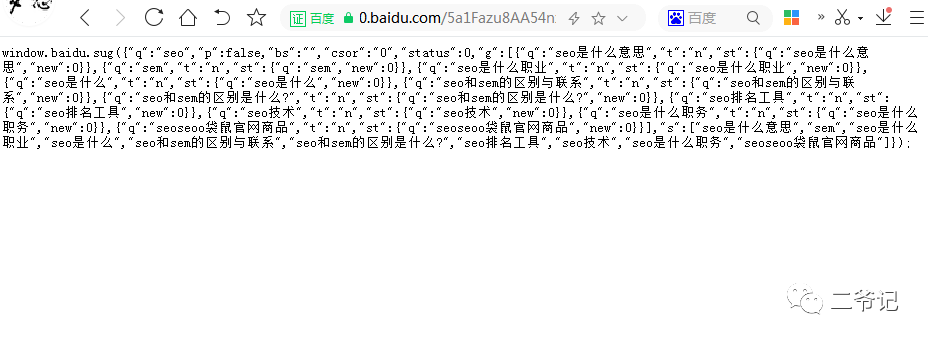 证 百度 0.baidu.com/5a1Fazu8AA54n 百度
window.baidu.sug({"q":"seo","p":false,"bs":"","csor":"0","status":0,"g":[{"q":"seo是什么意思","t":"n","st":{"q":"seo是什么意
思","new":0}},{"q":"sem","t":"n","st":{"q":"sem","new":0}},{"q":"seo是什么职业","t":"n","st":{"q":"seo是什么职业","new":0}},
{"q":"seo是什么","t":"n","st":{"q":"seo是什么","new":0}},{"q":"seo和sem的区别与联系","t":"n","st":{"q":"seo和sem的区别与联
系","new":0}},{"q":"seo和sem的区别是什么?","t":"n","st":{"q":"seo和sem的区别是什么?","new":0}},{"q":"seo排名工具","t":"n","st":
{"q":"seo排名工具","new":0}},{"q":"seo技术","t":"n","st":{"q":"seo技术","new":0}},{"q":"seo是什么职务","t":"n","st":{"q":"seo是什么
职务","new":0}},{"q":"seoseoo袋鼠官网商品","t":"n","st":{"q":"seoseoo袋鼠官网商品","new":0}}],"s":["seo是什么意思","sem","seo是什么
职业","seo是什么","seo和sem的区别与联系","seo和sem的区别是什么?","seo排名工具","seo技术","seo是什么职务","seoseoo袋鼠官网商品"]});
二爷记